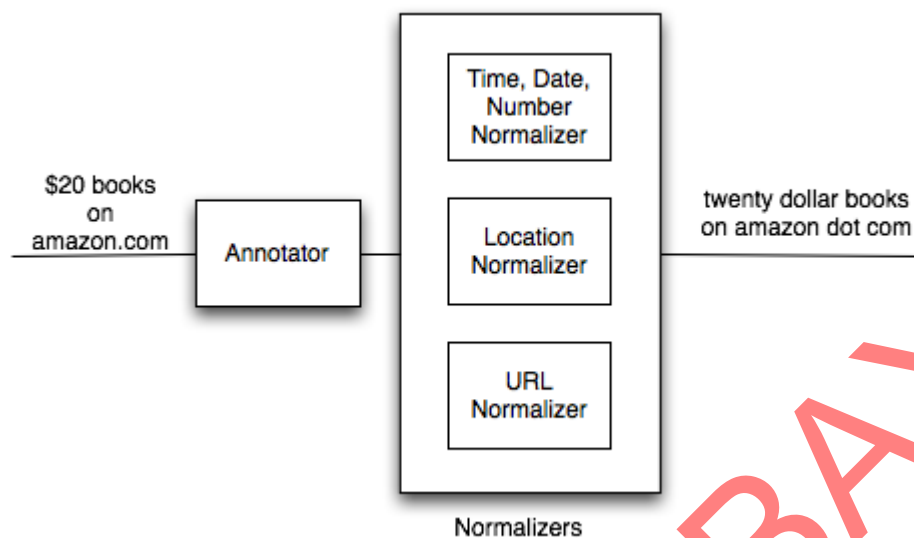 $20 books
on
amazon.com
Annotator
Time, Date,
Number
Normalizer
Location
Normalizer
URL
Normalizer
Normalizers
twenty dollar books
on amazon dot com
BAY